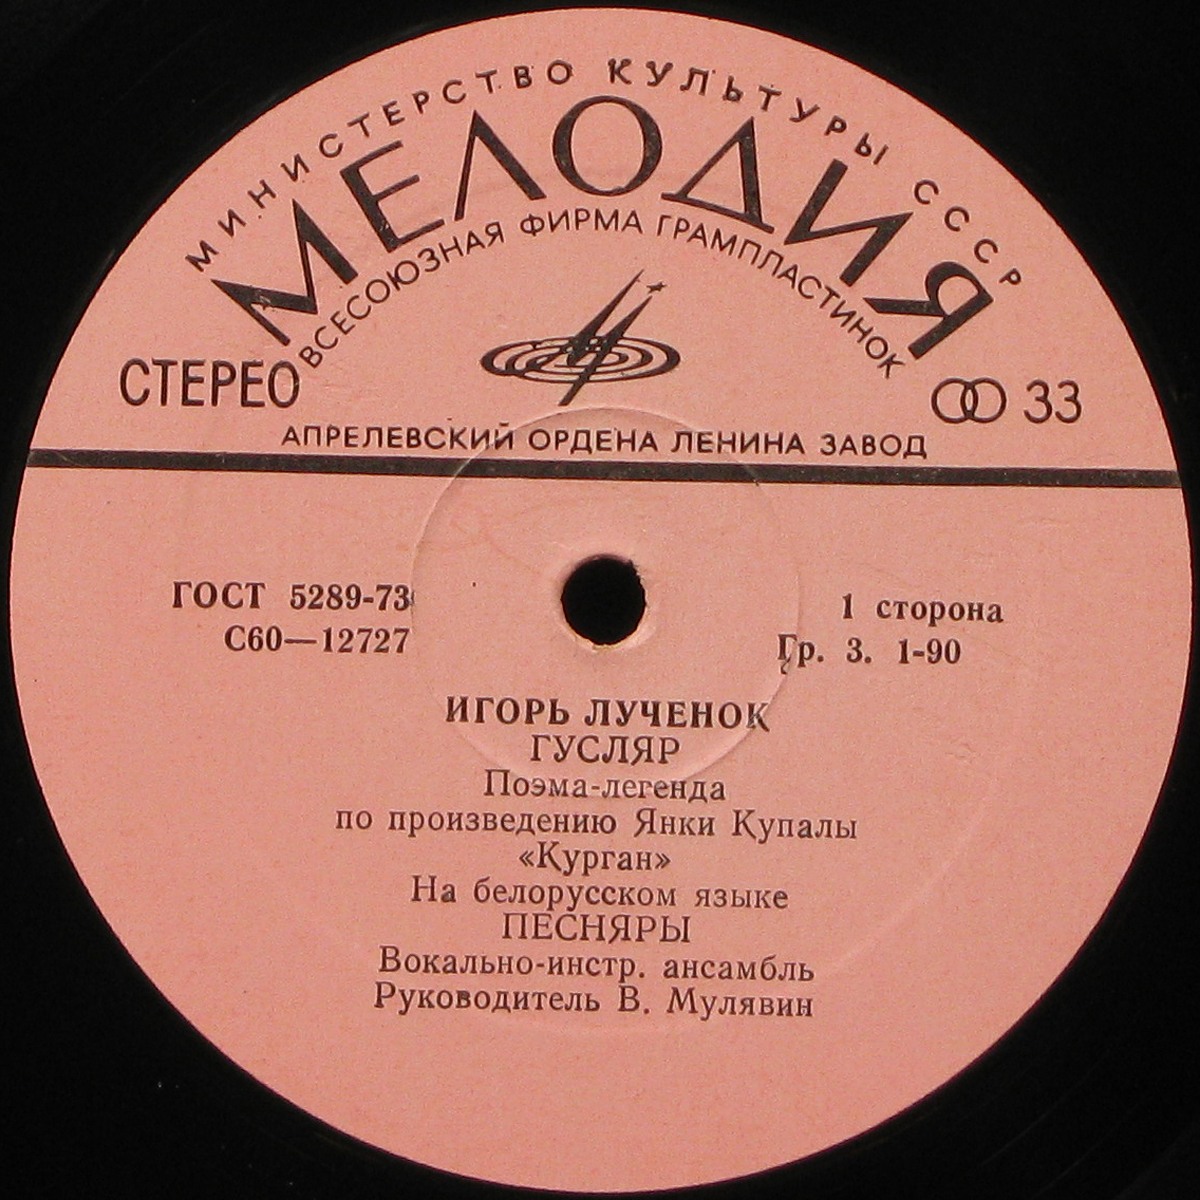 МИНИСТЕРСТВО КУЛЬТУРЫ СССР
МЕЛОДИЯ
ВСЕСОЮЗНАЯ ФИРМА ГРАМПЛАСТИНОК
СТЕРЕО
33
АПРЕЛЕВСКИЙ ОРДЕНА ЛЕНИНА ЗАВОД
ГОСТ 5289-73
С60—12727
1 сторона
Гр. 3. 1-90
ИГОРЬ ЛУЧЕНОК
ГУСЛЯР
Поэма-легенда
по произведению Янки Купалы
«Курган»
На белорусском языке
ПЕСНЯРЫ
Вокально-инстр. ансамбль
Руководитель В. Мулявин